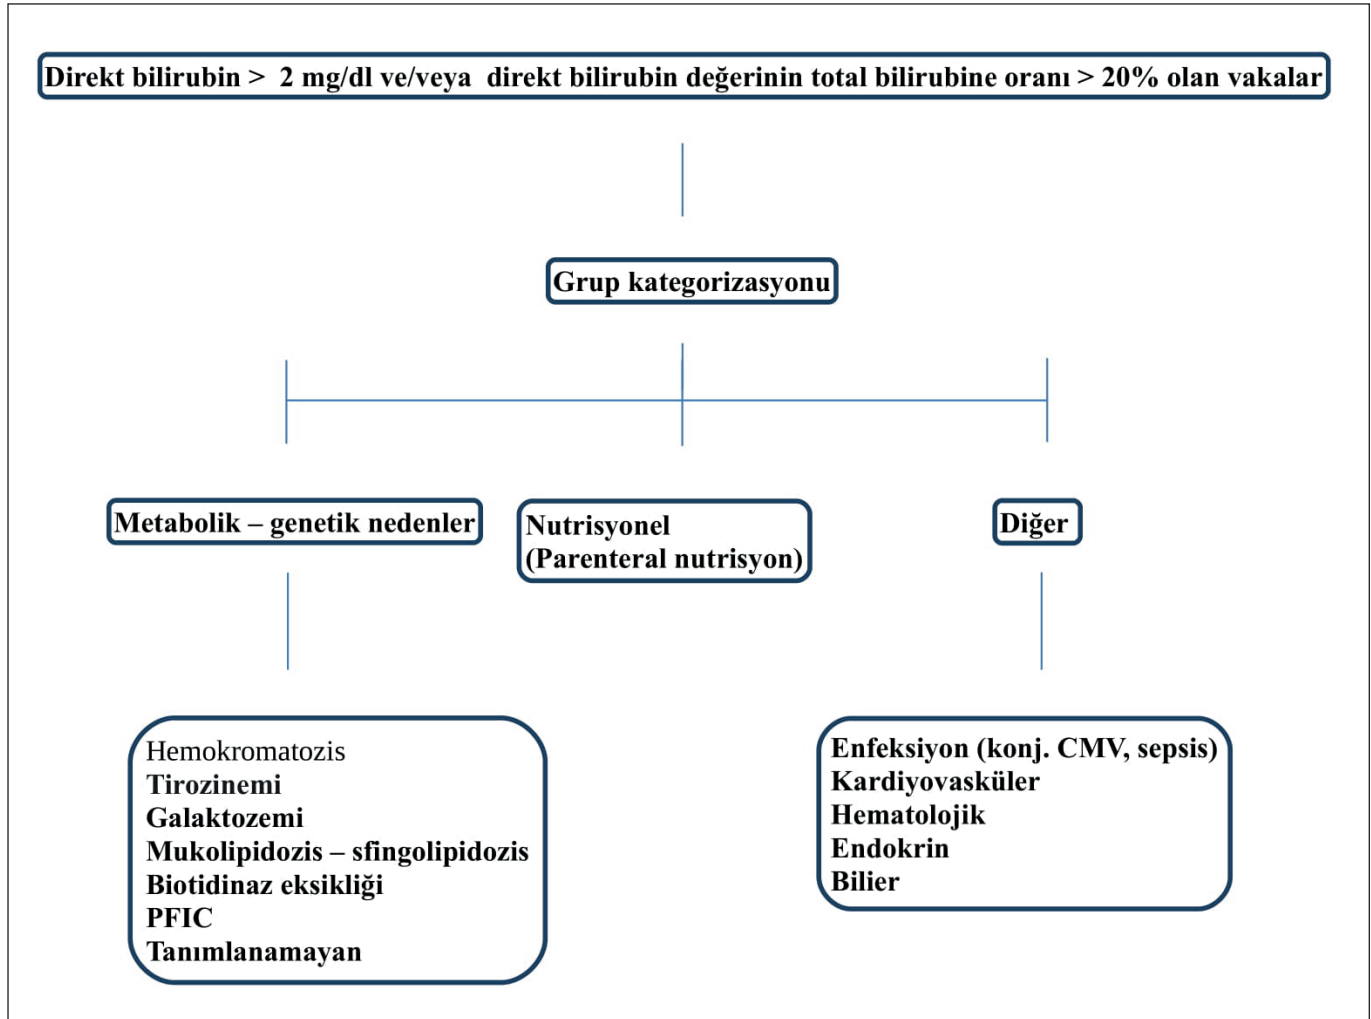 Direkt bilirubin > 2 mg/dl ve/veya direkt bilirubin değerinin total bilirubine oranı > 20% olan vakalar
Grup kategorizasyonu
Metabolik – genetik nedenler
Nutrisyonel
(Parenteral nutrisyon)
Diğer
Hemokromatozis
Tirozinemi
Galaktozemi
Mukolipidozis – sfingolipidozis
Biotidinaz eksikliği
PFIC
Tanımlanamayan
Enfeksiyon (konj. CMV, sepsis)
Kardiyovasküler
Hematolojik
Endokrin
Bilier